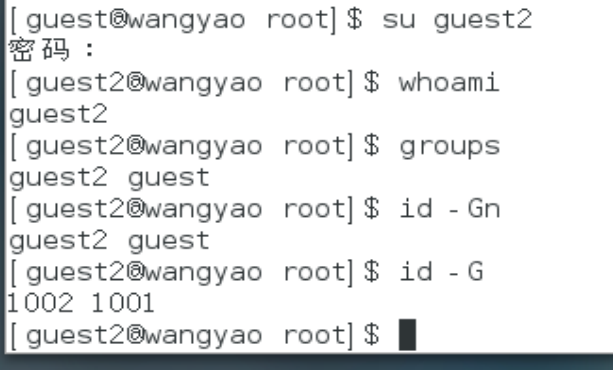 [guest@wangyao root]$ su guest2
密码：
[guest2@wangyao root]$ whoami
guest2
[guest2@wangyao root]$ groups
guest2 guest
[guest2@wangyao root]$ id -Gn
guest2 guest
[guest2@wangyao root]$ id -G
1002 1001
[guest2@wangyao root]$